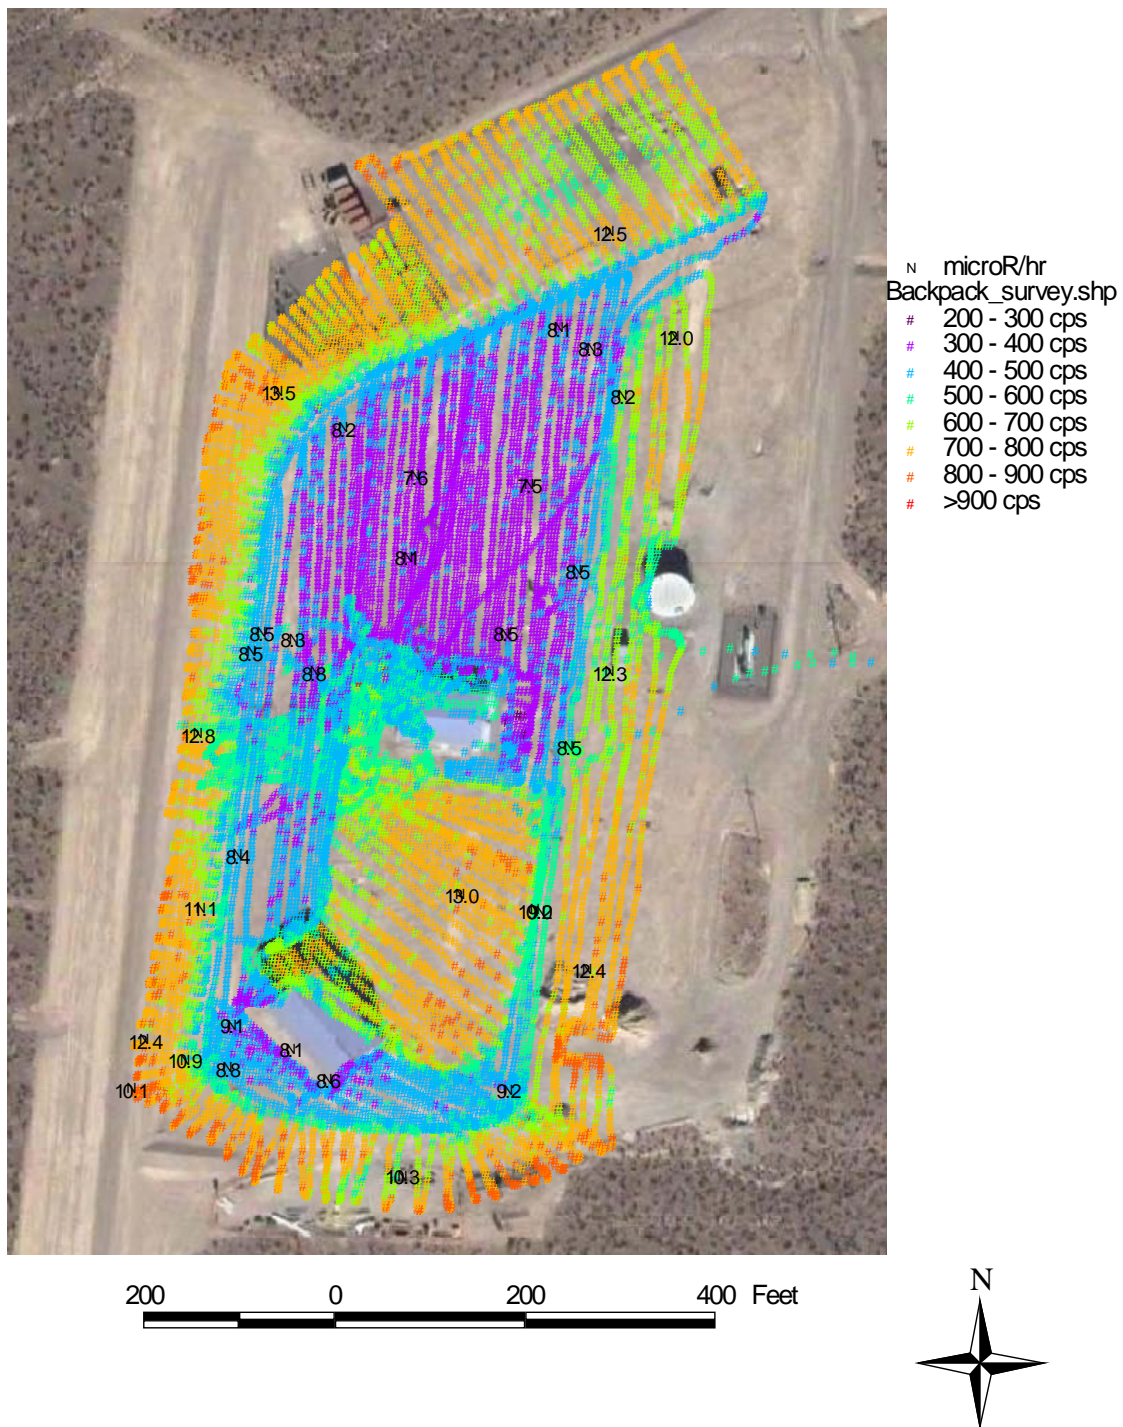 N microR/hr
Backpack_survey.shp
# 200 - 300 cps
# 300 - 400 cps
# 400 - 500 cps
# 500 - 600 cps
# 600 - 700 cps
# 700 - 800 cps
# 800 - 900 cps
# >900 cps
12.5
8.1
8.3
12.0
13.5
8.2
8.2
7.6
7.5
8.1
8.5
8.5
8.3
8.5
8.5
8.8
12.3
12.8
8.5
8.4
13.0
11.1
12.4
9.1
12.4
8.1
10.9
8.8
8.6
10.1
9.2
10.3
200 0 200 400 Feet
N